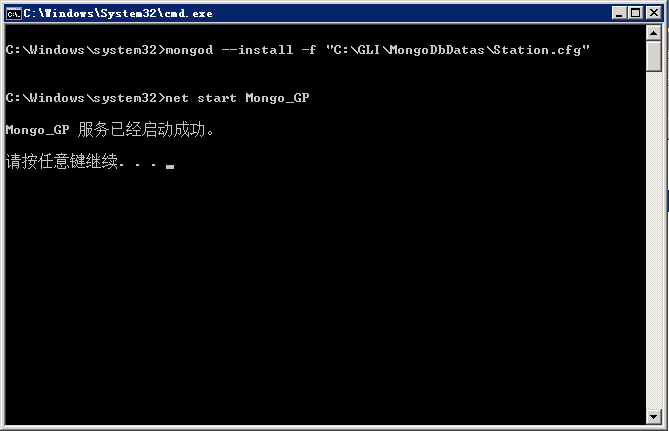 C:\Windows\System32\cmd.exe
C:\Windows\system32>mongod --install -f "C:\GLI\MongoDbDatas\Station.cfg"
C:\Windows\system32>net start Mongo_GP
Mongo_GP 服务已经启动成功。
请按任意键继续. . .